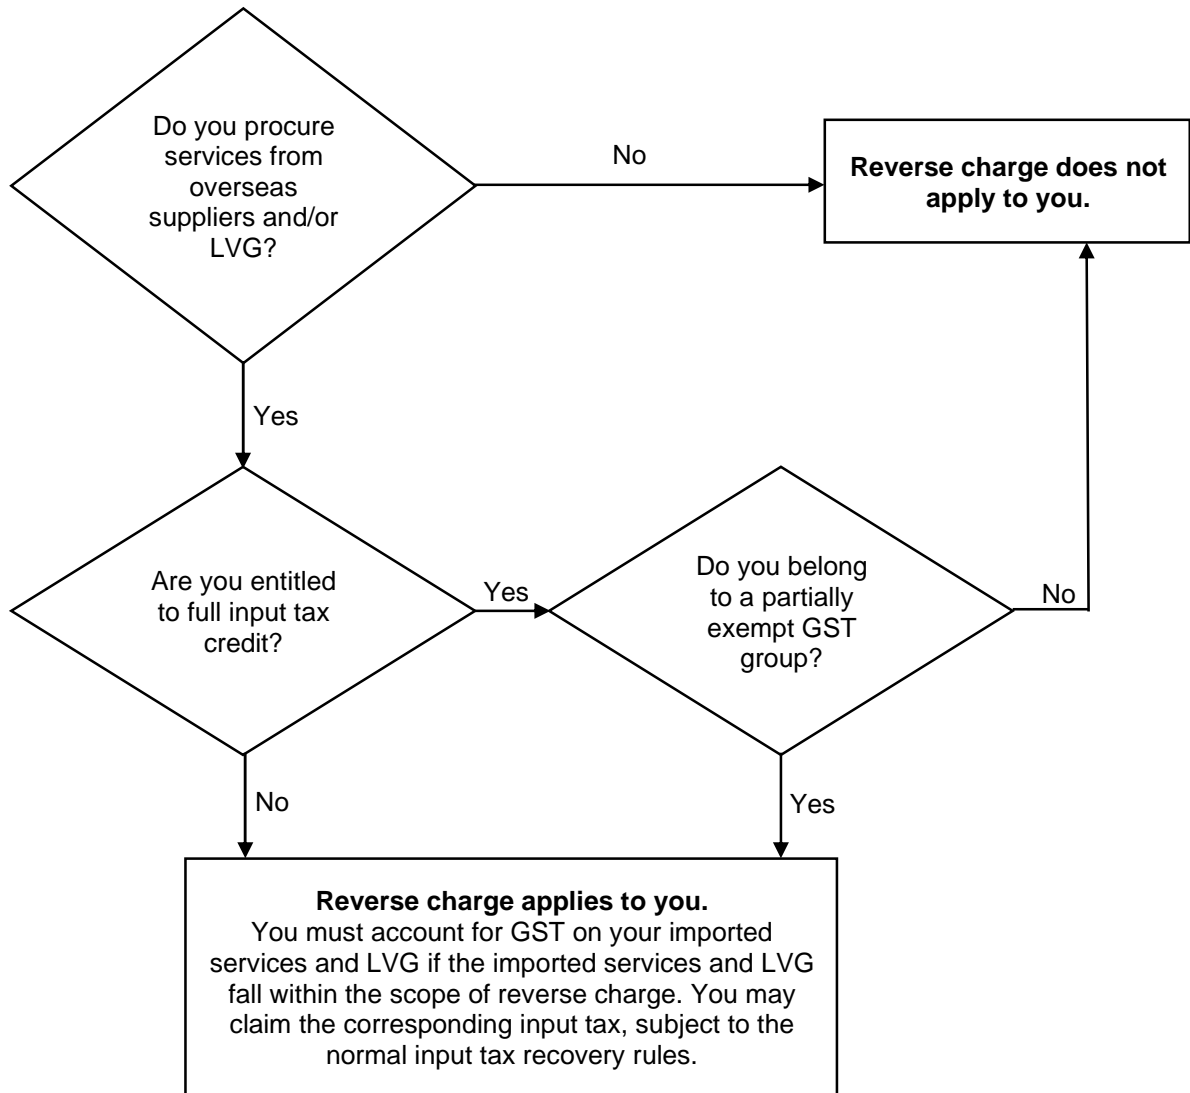 Do you procure
services from
overseas
suppliers and/or
LVG?
No
Reverse charge does not
apply to you.
Yes
Are you entitled
to full input tax
credit?
Yes
Do you belong
to a partially
exempt GST
group?
No
No
Yes
Reverse charge applies to you.
You must account for GST on your imported
services and LVG if the imported services and LVG
fall within the scope of reverse charge. You may
claim the corresponding input tax, subject to the
normal input tax recovery rules.